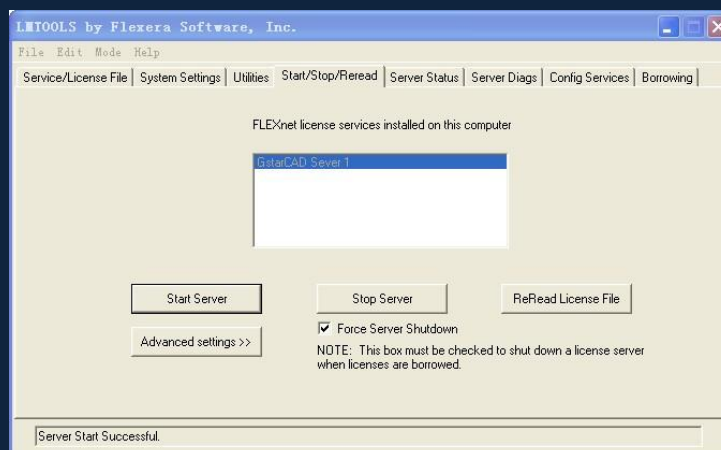 LMTOOLS by Flexera Software, Inc.
File Edit Mode Help
Service/License File System Settings Utilities Start/Stop/Reread Server Status Server Diags Config Services Borrowing
FLEXnet license services installed on this computer
GstarCAD Sever 1
Start Server Stop Server ReRead License File
Force Server Shutdown
Advanced settings >>
NOTE: This box must be checked to shut down a license server
when licenses are borrowed.
Server Start Successful.